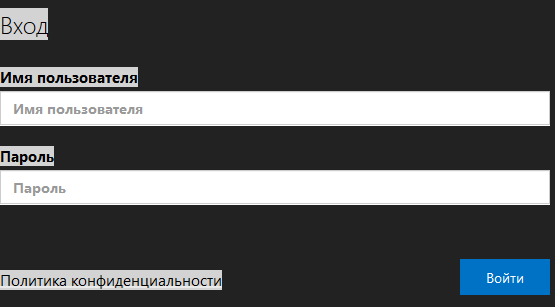 Вход
Имя пользователя
Имя пользователя
Пароль
Пароль
Политика конфиденциальности
Войти